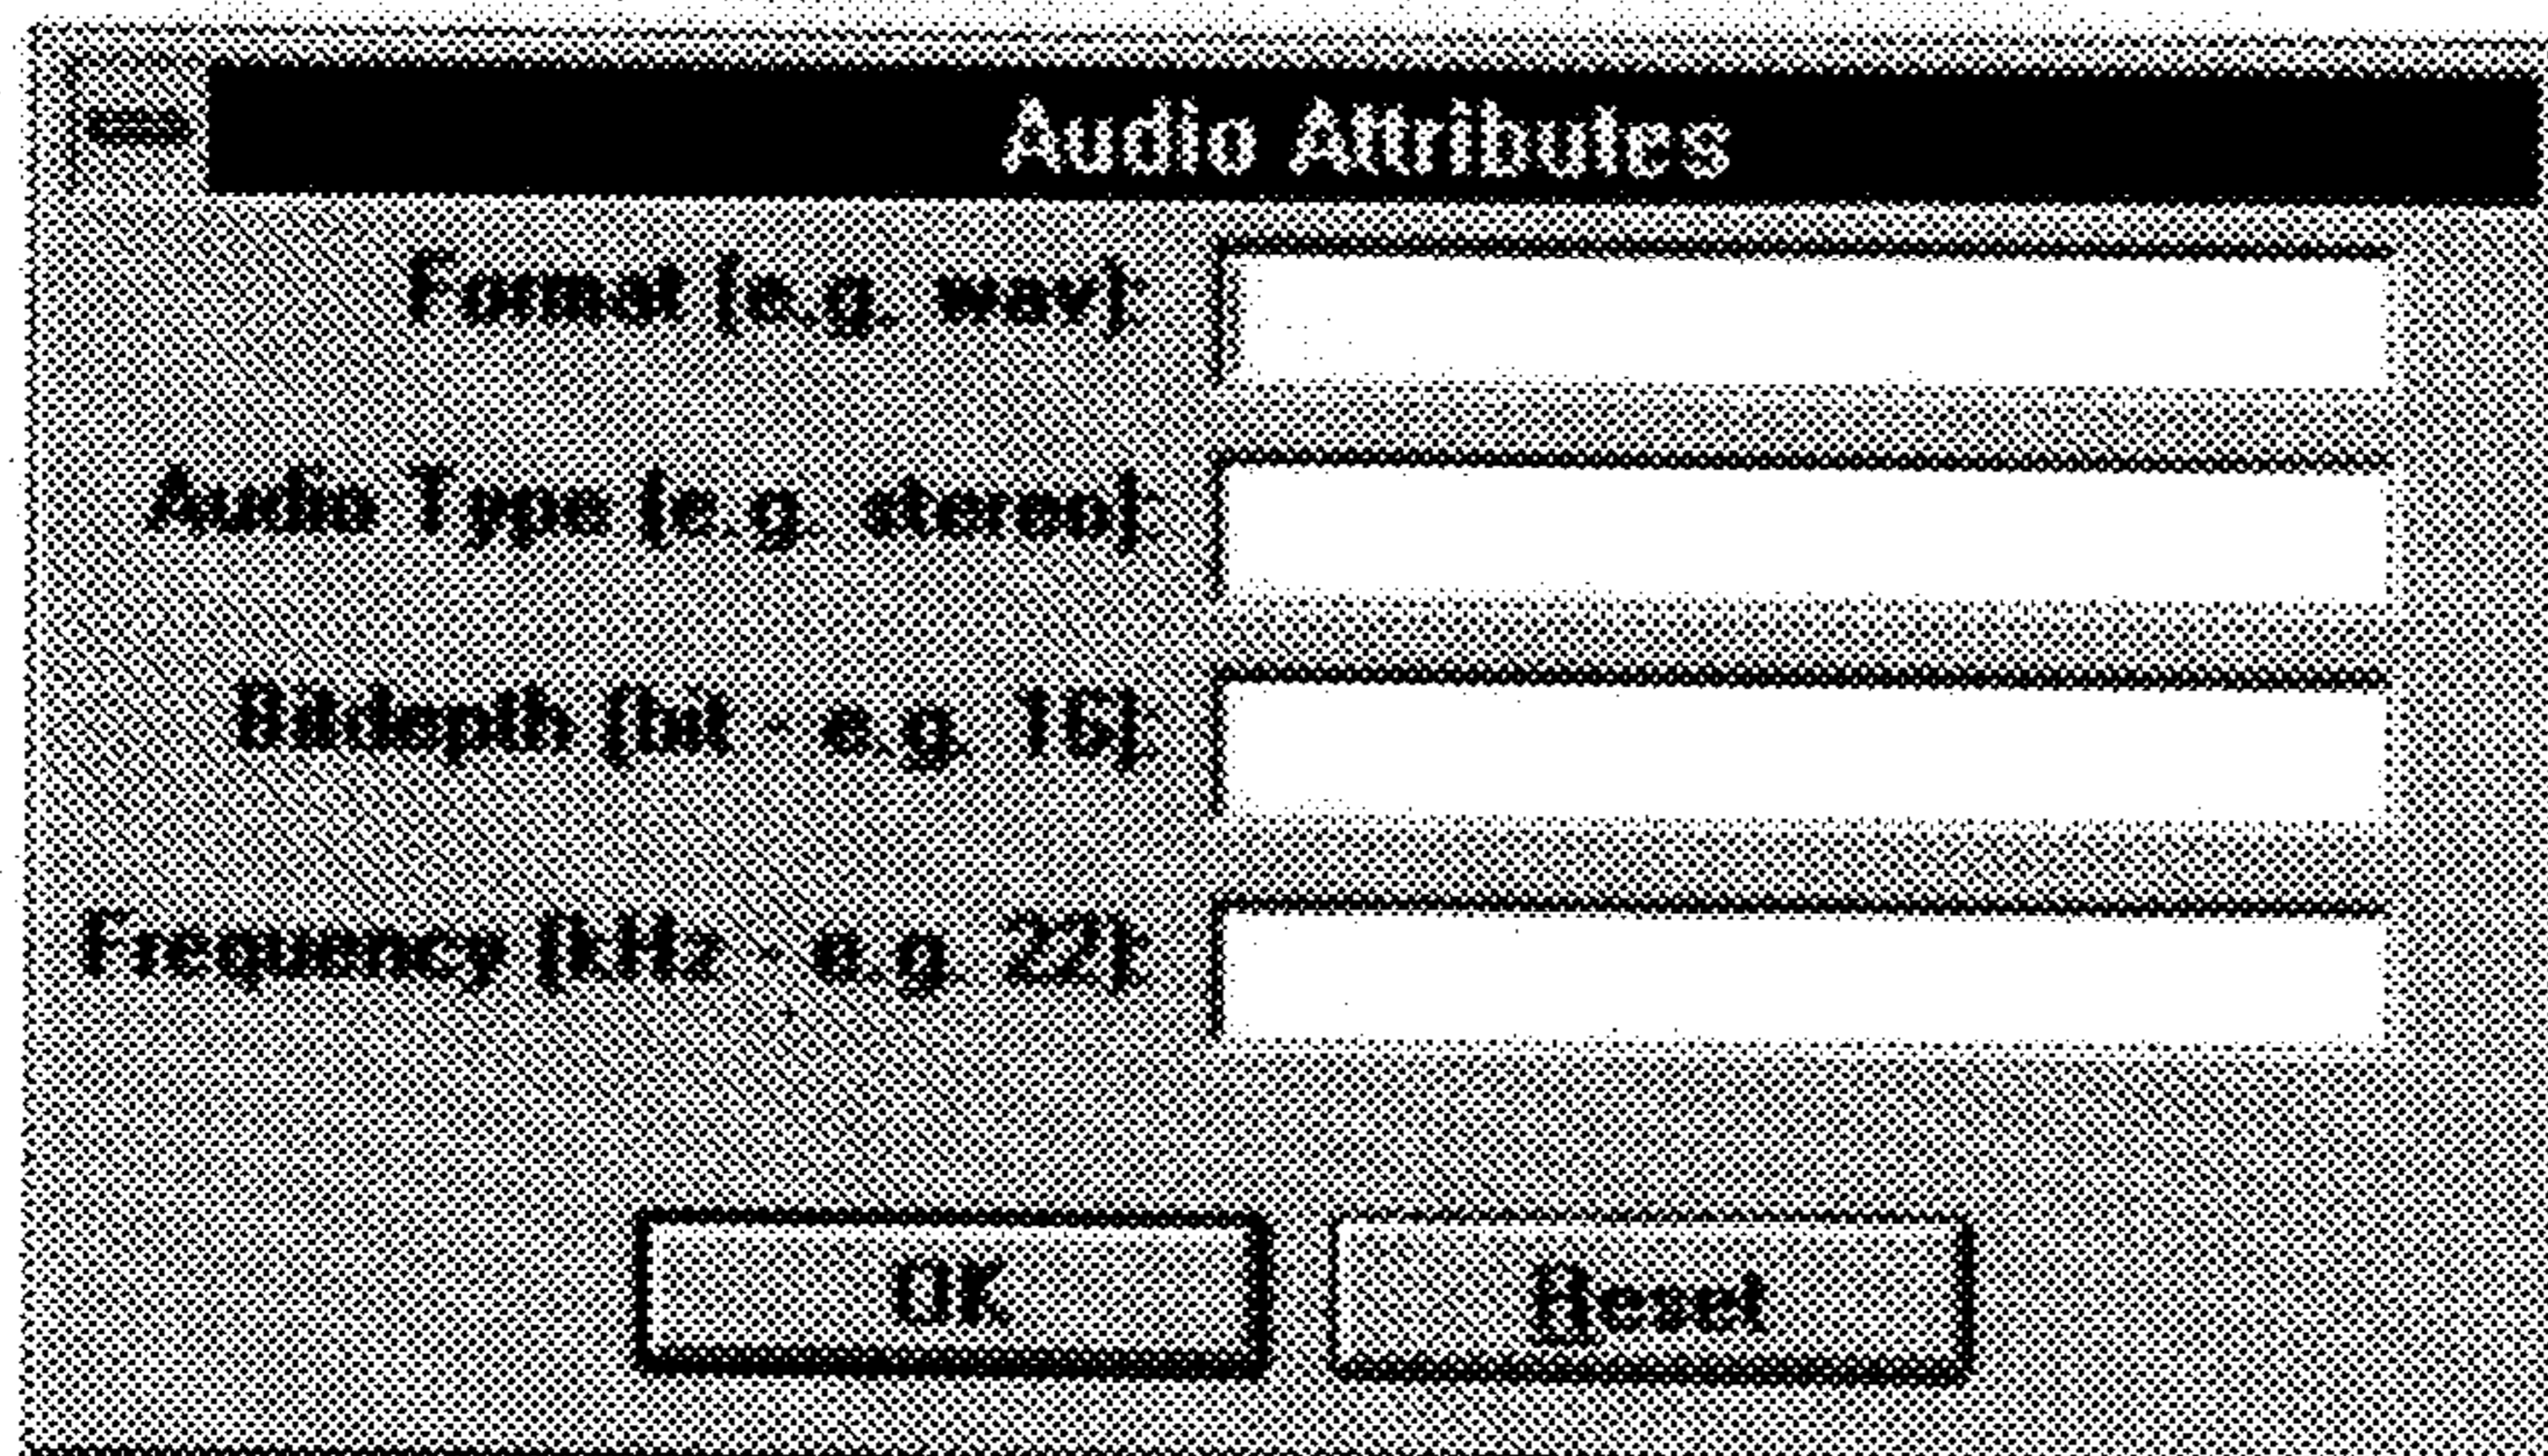 Audio Attributes
Format (e.g. wav):
Audio Type (e.g. stereo):
Bitdepth (bit - e.g. 16):
Frequency (kHz - e.g. 22):
OK
Reset